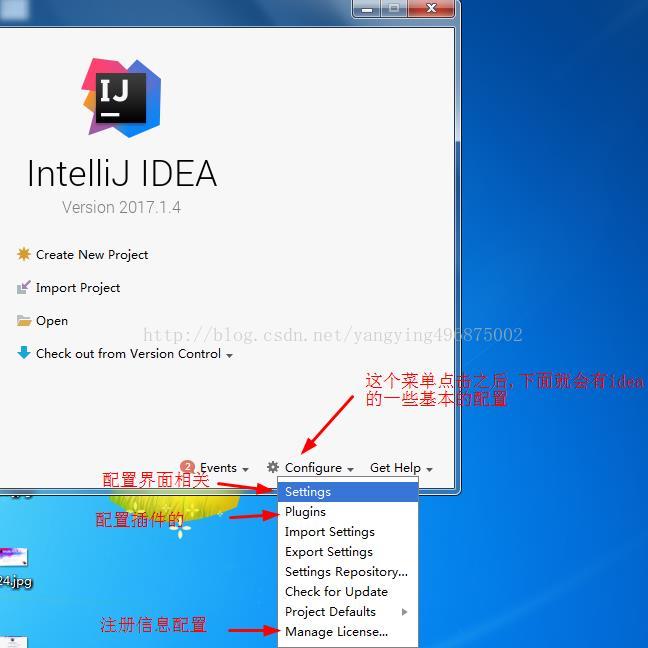 IJ
IntelliJ IDEA
Version 2017.1.4
Create New Project
Import Project
Open
http://blog.csdn.net/yangying496875002
Check out from Version Control
这个菜单点击之后,下面就会有idea
的一些基本的配置
2 Events Configure Get Help
配置界面相关
Settings
配置插件的
Plugins
Import Settings
Export Settings
Settings Repository...
24.jpg
Check for Update
Project Defaults
注册信息配置
Manage License...